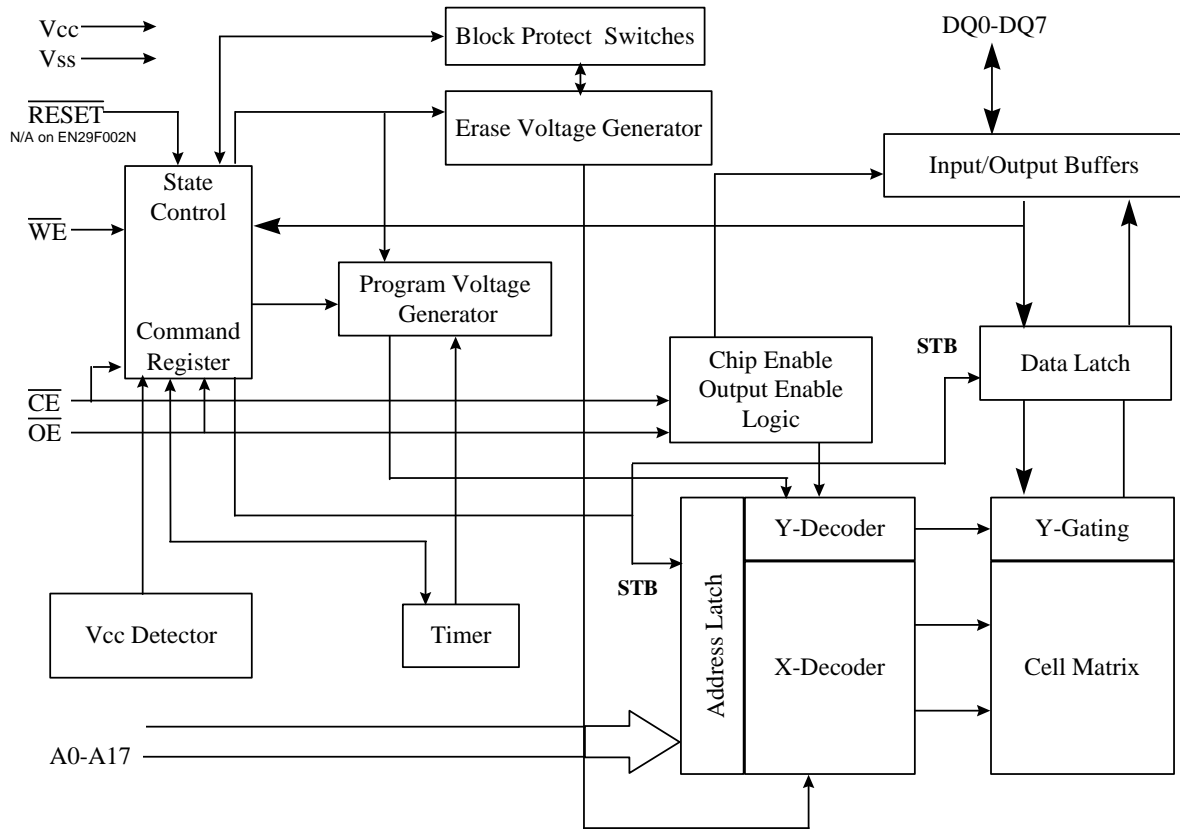 Vcc
Vss
Block Protect Switches
DQ0-DQ7
RESET
N/A on EN29F002N
Erase Voltage Generator
Input/Output Buffers
State
Control
WE
Program Voltage
Generator
Command
Register
STB
Data Latch
Chip Enable
Output Enable
Logic
CE
OE
Y-Decoder
Y-Gating
STB
Address Latch
Vcc Detector
Timer
X-Decoder
Cell Matrix
A0-A17